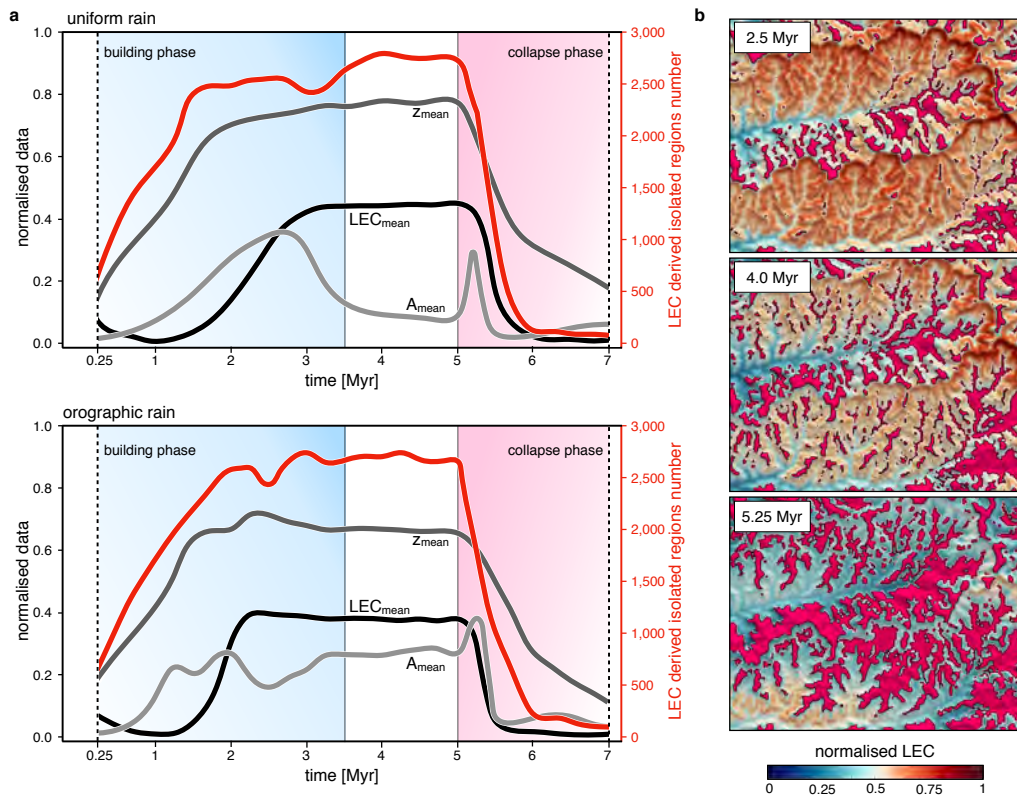 a
uniform rain
1.0
0.8
0.6
0.4
0.2
0.0
normalised data
building phase
collapse phase
zmean
LECmean
Amean
3,000
2,500
2,000
1,500
1,000
500
0
LEC derived isolated regions number
0.25 1 2 3 4 5 6 7
time [Myr]
orographic rain
1.0
0.8
0.6
0.4
0.2
0.0
normalised data
building phase
collapse phase
zmean
LECmean
Amean
3,000
2,500
2,000
1,500
1,000
500
0
LEC derived isolated regions number
0.25 1 2 3 4 5 6 7
time [Myr]
b
2.5 Myr
4.0 Myr
5.25 Myr
normalised LEC
0 0.25 0.5 0.75 1